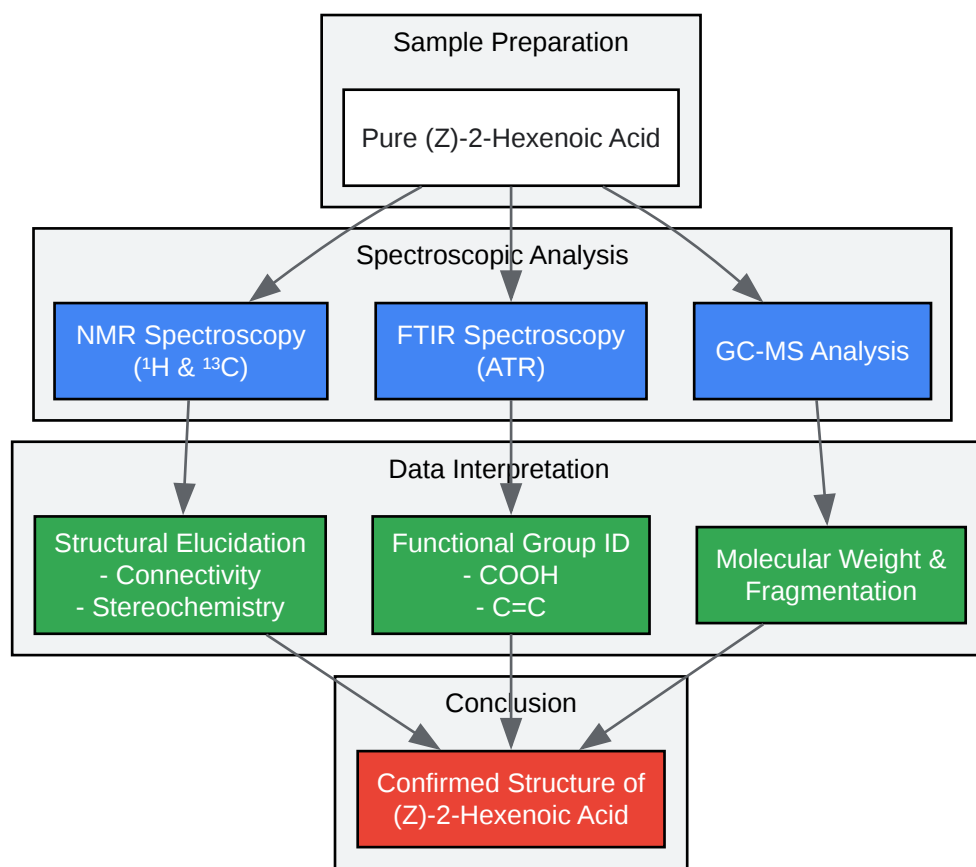 Sample Preparation
Pure (Z)-2-Hexenoic Acid
Spectroscopic Analysis
NMR Spectroscopy
(¹H & ¹³C)
FTIR Spectroscopy
(ATR)
GC-MS Analysis
Data Interpretation
Structural Elucidation
- Connectivity
- Stereochemistry
Functional Group ID
- COOH
- C=C
Molecular Weight &
Fragmentation
Conclusion
Confirmed Structure of
(Z)-2-Hexenoic Acid